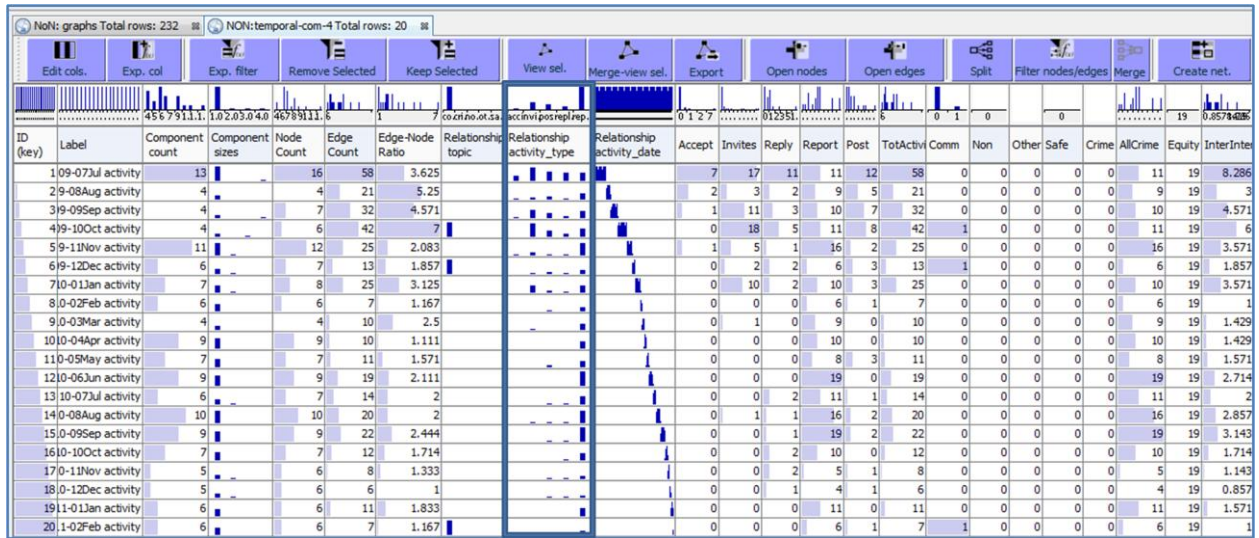 NoN: graphs Total rows: 232 NON:temporal-com-4 Total rows: 20
Edit cols. Exp. col Exp. filter Remove Selected Keep Selected View sel. Merge-view sel. Export Open nodes Open edges Split Filter nodes/edges Merge Create net.
ID (key) Label Component count Component sizes Node Count Edge Count Edge-Node Ratio Relationship topic Relationship activity_type Relationship activity_date Accept Invites Reply Report Post TotActivi Comm Non Other Safe Crime AllCrime Equity InterInte
1 09-07Jul activity 13 16 58 3.625 7 17 11 11 12 58 0 0 0 0 0 11 19 8.286
2 9-08Aug activity 4 4 21 5.25 2 3 2 9 5 21 0 0 0 0 0 9 19 3
3 9-09Sep activity 4 7 32 4.571 1 11 3 10 7 32 0 0 0 0 0 10 19 4.571
4 9-10Oct activity 4 6 42 7 0 18 5 11 8 42 1 0 0 0 0 11 19 6
5 9-11Nov activity 11 12 25 2.083 1 5 1 16 2 25 0 0 0 0 0 16 19 3.571
6 9-12Dec activity 6 7 13 1.857 0 2 2 6 3 13 1 0 0 0 0 6 19 1.857
7 10-01Jan activity 7 8 25 3.125 0 10 2 10 3 25 0 0 0 0 0 10 19 3.571
8 .0-02Feb activity 6 6 7 1.167 0 0 0 6 1 7 0 0 0 0 0 6 19 1
9 .0-03Mar activity 4 4 10 2.5 0 1 0 9 0 10 0 0 0 0 0 9 19 1.429
10 10-04Apr activity 9 9 10 1.111 0 0 0 10 0 10 0 0 0 0 0 10 19 1.429
11 0-05May activity 7 7 11 1.571 0 0 0 8 3 11 0 0 0 0 0 8 19 1.571
12 10-06Jun activity 9 9 19 2.111 0 0 0 19 0 19 0 0 0 0 0 19 19 2.714
13 10-07Jul activity 6 7 14 2 0 0 2 11 1 14 0 0 0 0 0 11 19 2
14 0-08Aug activity 10 10 20 2 0 1 1 16 2 20 0 0 0 0 0 16 19 2.857
15 .0-09Sep activity 9 9 22 2.444 0 0 1 19 2 22 0 0 0 0 0 19 19 3.143
16 10-10Oct activity 7 7 12 1.714 0 0 2 10 0 12 0 0 0 0 0 10 19 1.714
17 0-11Nov activity 5 6 8 1.333 0 0 2 5 1 8 0 0 0 0 0 5 19 1.143
18 .0-12Dec activity 5 6 6 1 0 0 1 4 1 6 0 0 0 0 0 4 19 0.857
19 11-01Jan activity 6 6 11 1.833 0 0 0 11 0 11 0 0 0 0 0 11 19 1.571
20 .1-02Feb activity 6 6 7 1.167 0 0 0 6 1 7 1 0 0 0 0 6 19 1